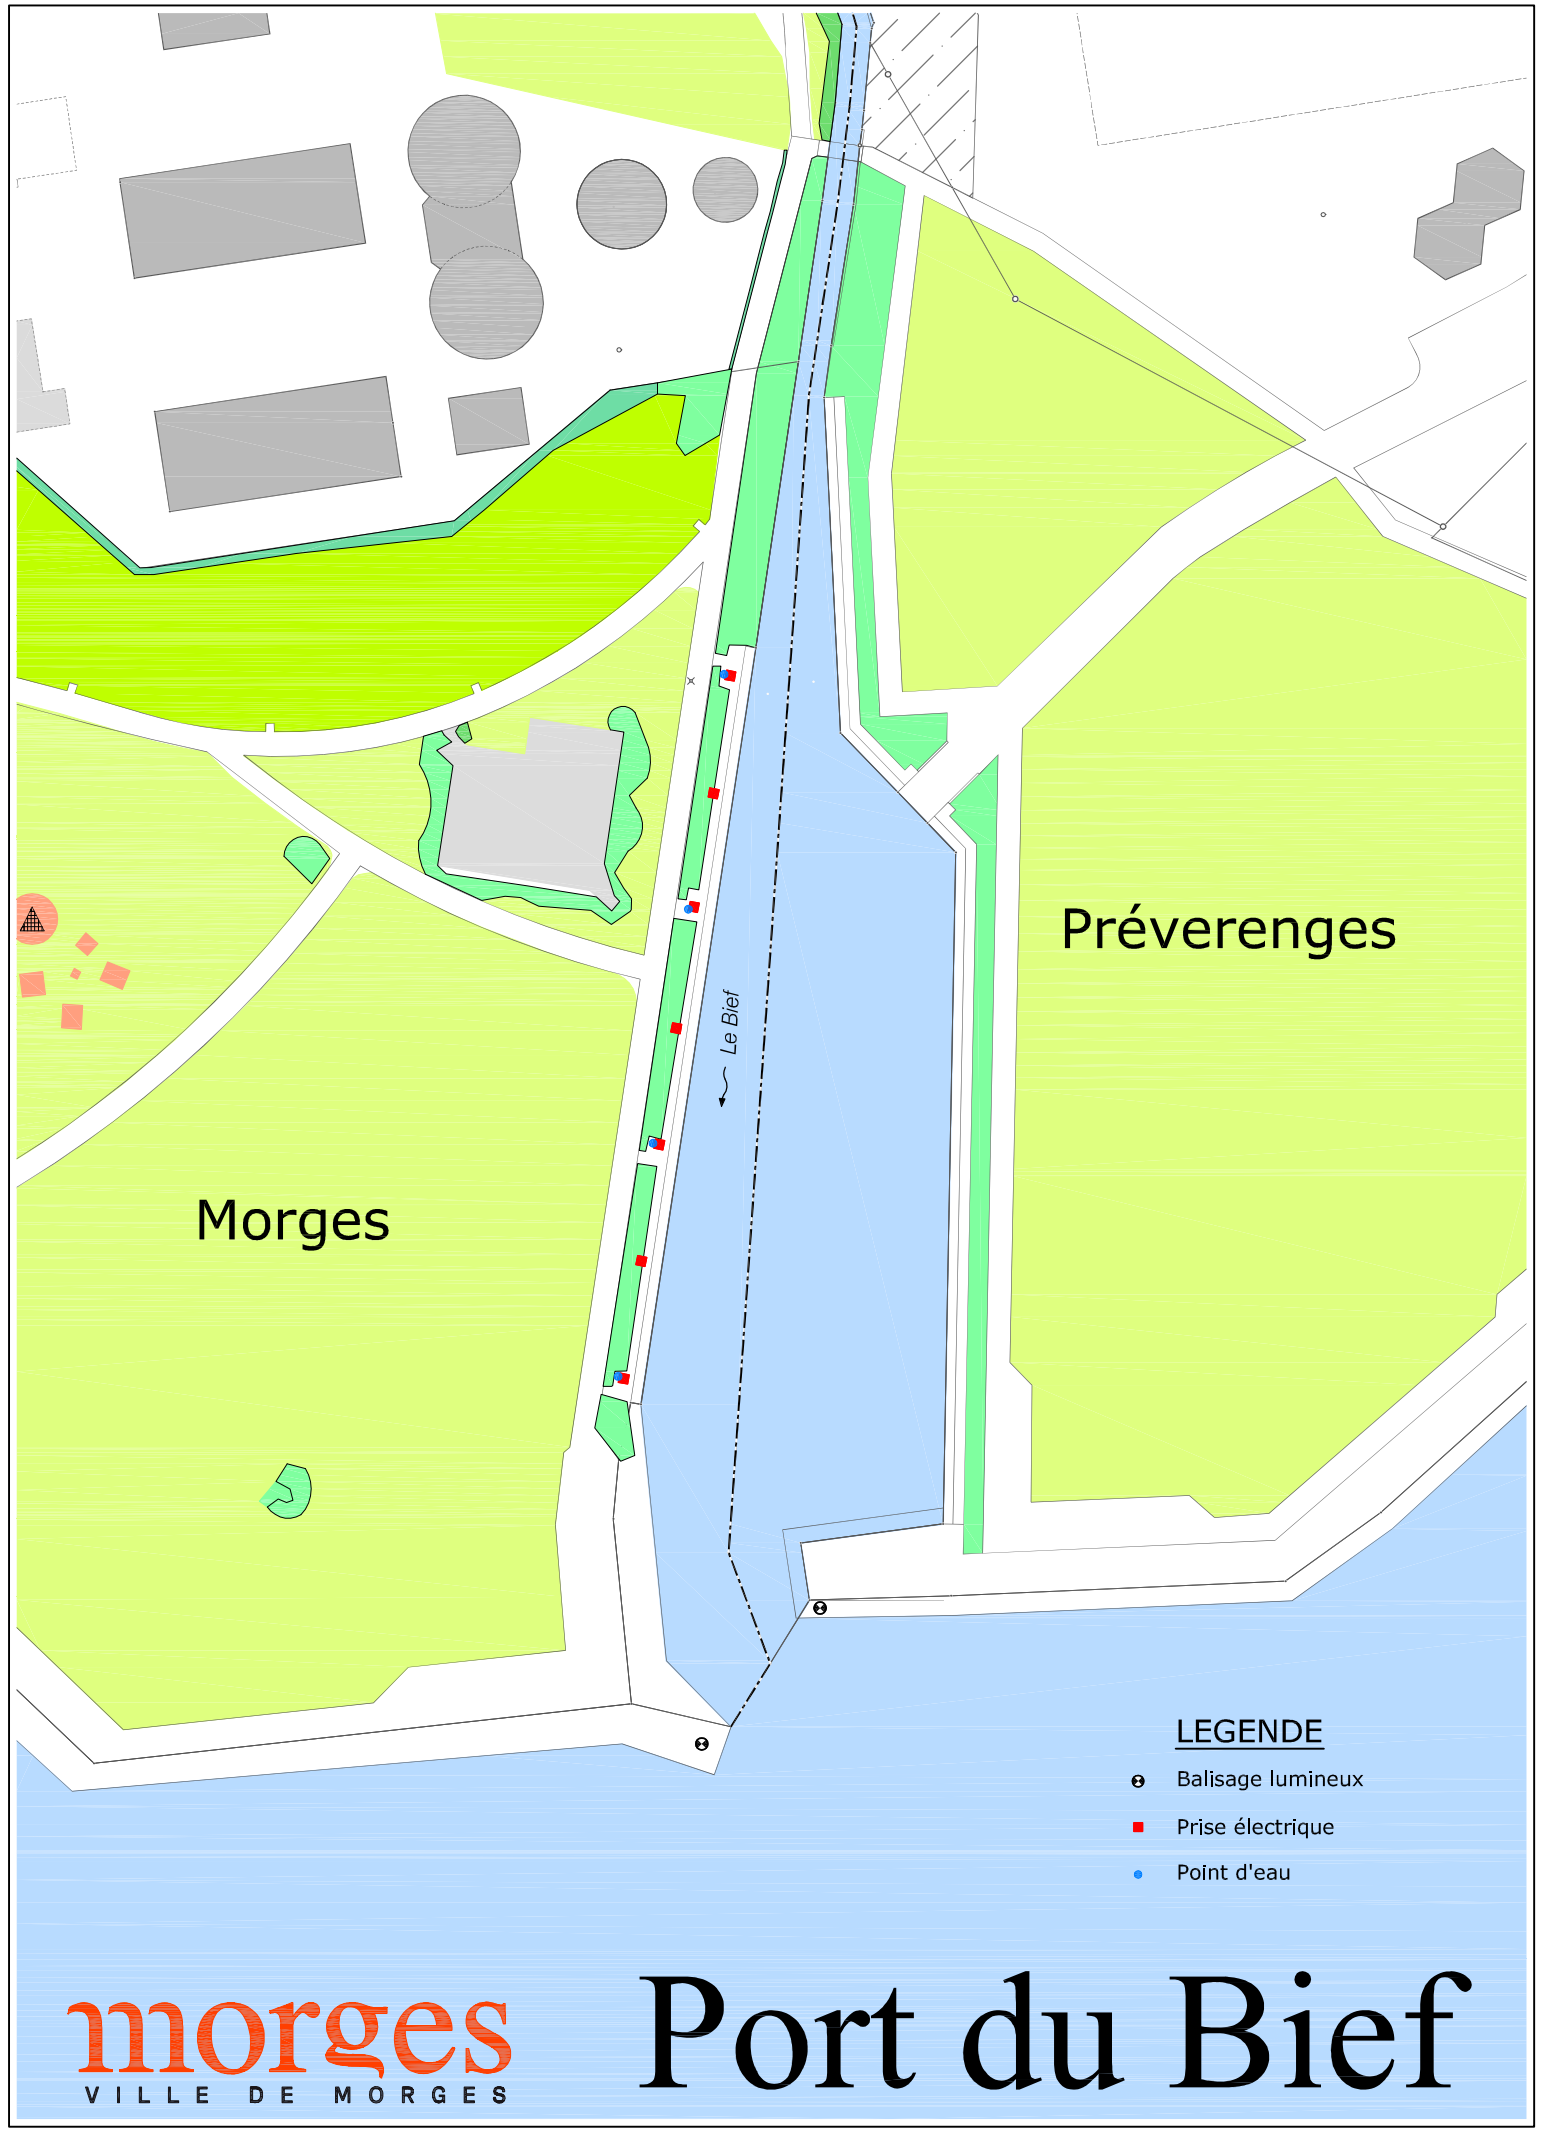 Préverenges
Le Bief
Morges
LEGENDE
Balisage lumineux
Prise électrique
Point d'eau
morges
VILLE DE MORGES
Port du Bief